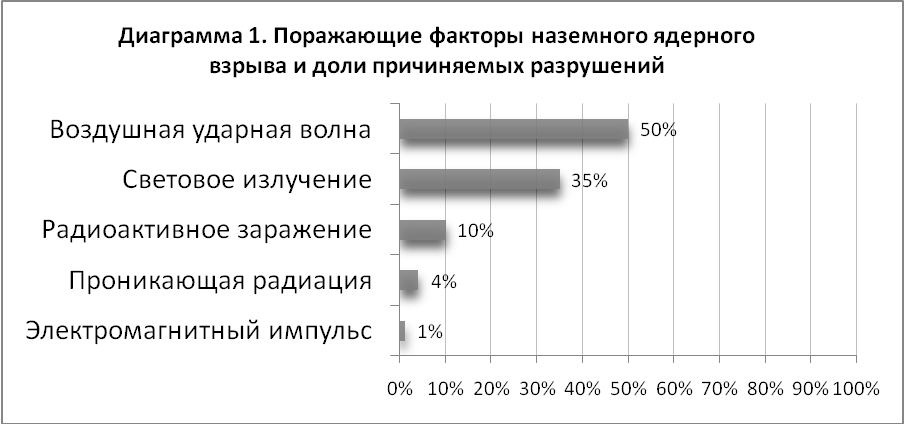 Диаграмма 1. Поражающие факторы наземного ядерного
взрыва и доли причиняемых разрушений
Воздушная ударная волна 50%
Световое излучение 35%
Радиоактивное заражение 10%
Проникающая радиация 4%
Электромагнитный импульс 1%
0% 10% 20% 30% 40% 50% 60% 70% 80% 90% 100%